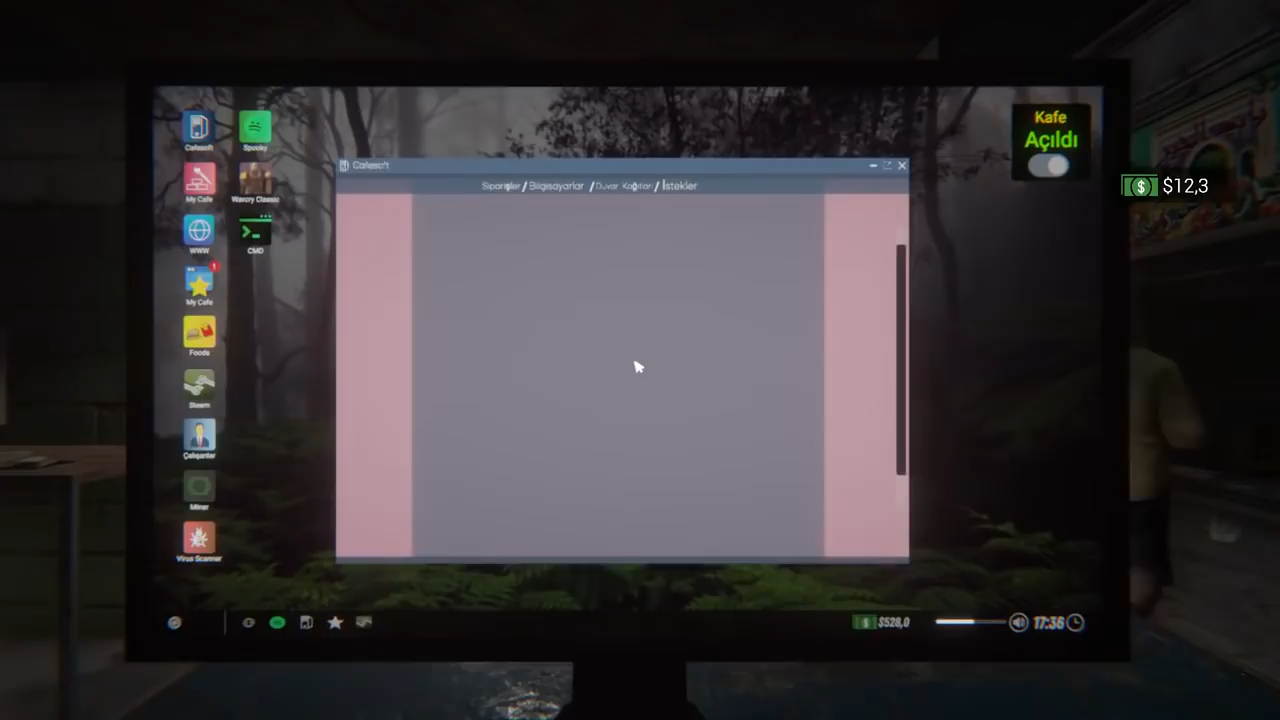 Cafesoft
Spooky
My Cafe
Warcry Classic
WWW
CMD
1
My Cafe
Foods
Steam
Çalışanlar
Miner
Virus Scanner
Cafesoft
Siparişler / Bilgisayarlar / Duvar Kağıtları / İstekler
Kafe
Açıldı
$12,3
$528,0
17:36